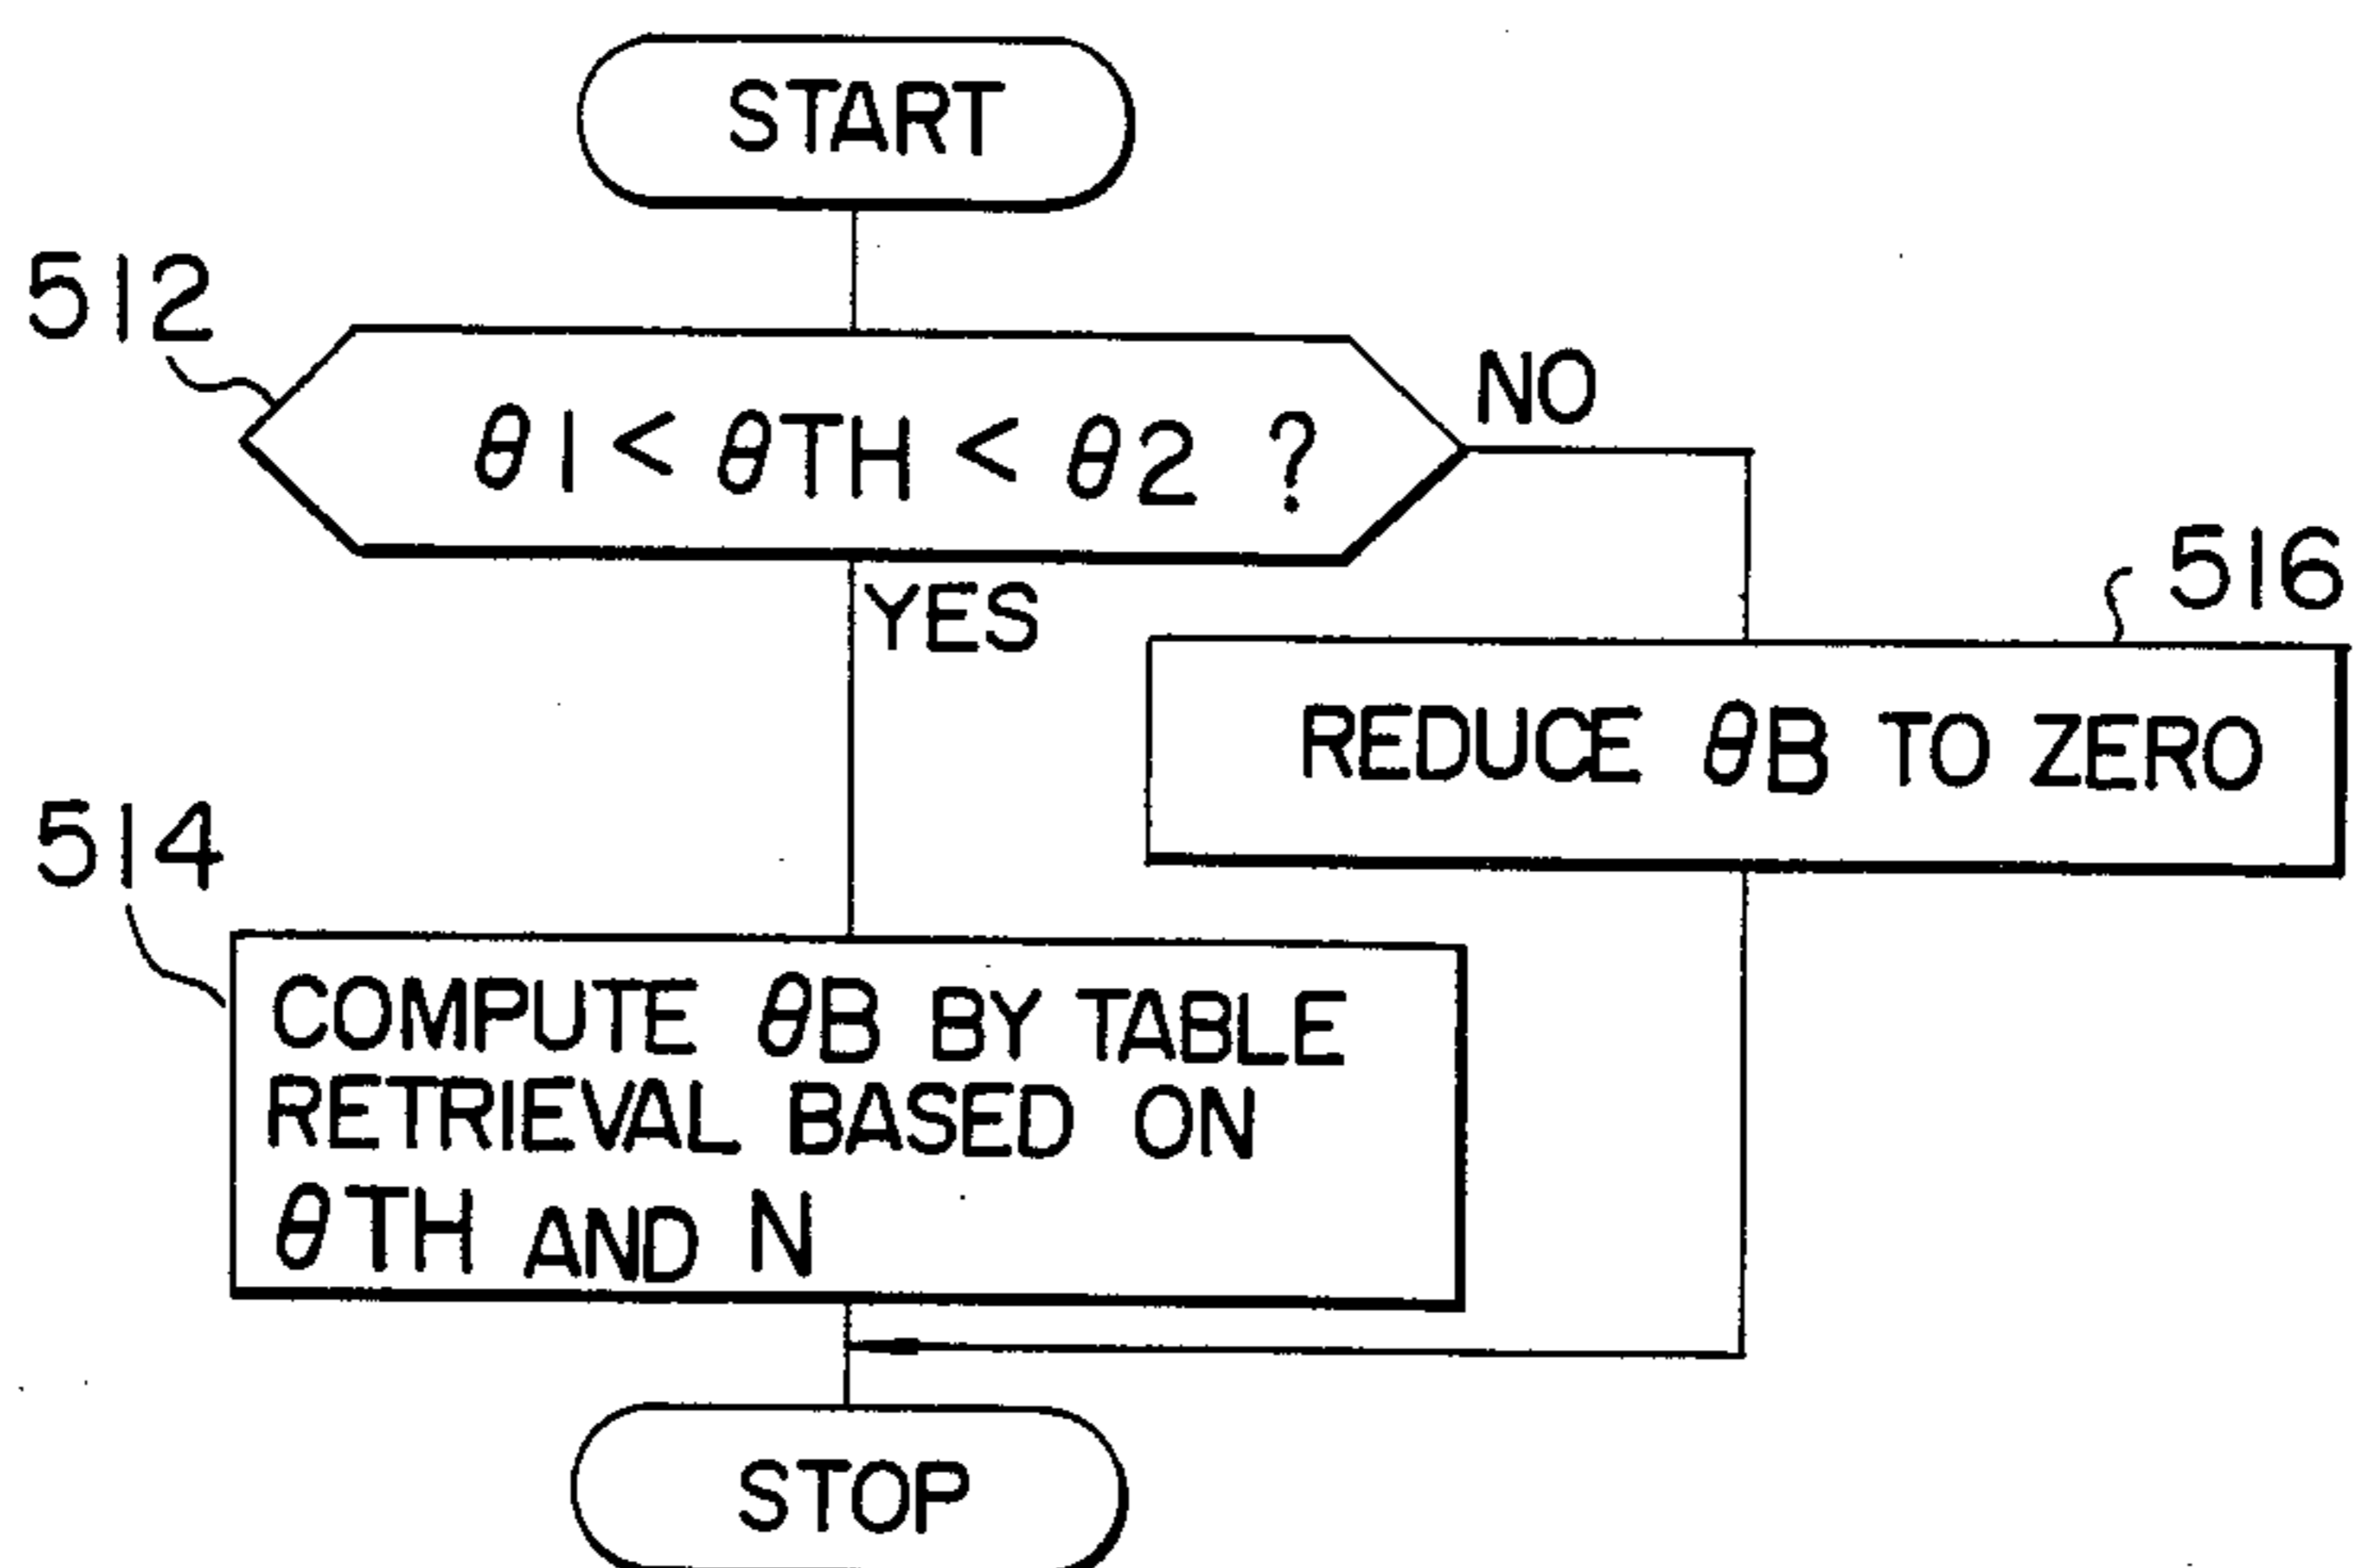 START
512
θ1 < θTH < θ2 ?
NO
YES
516
REDUCE θB TO ZERO
514
COMPUTE θB BY TABLE
RETRIEVAL BASED ON
θTH AND N
STOP